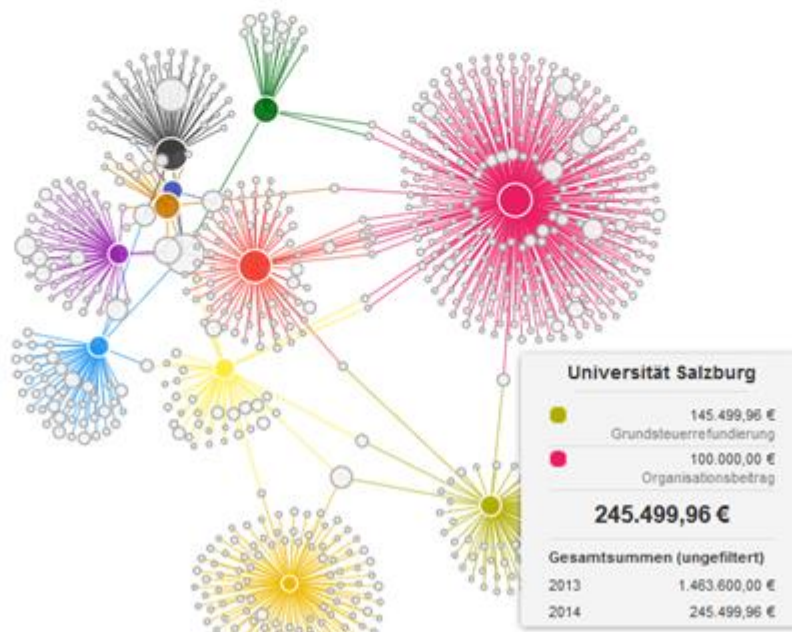 Universität Salzburg
145.499,96 €
Grundsteuerrefundierung
100.000,00 €
Organisationsbeitrag
245.499,96 €
Gesamtsummen (ungefiltert)
2013 1.463.600,00 €
2014 245.499,96 €